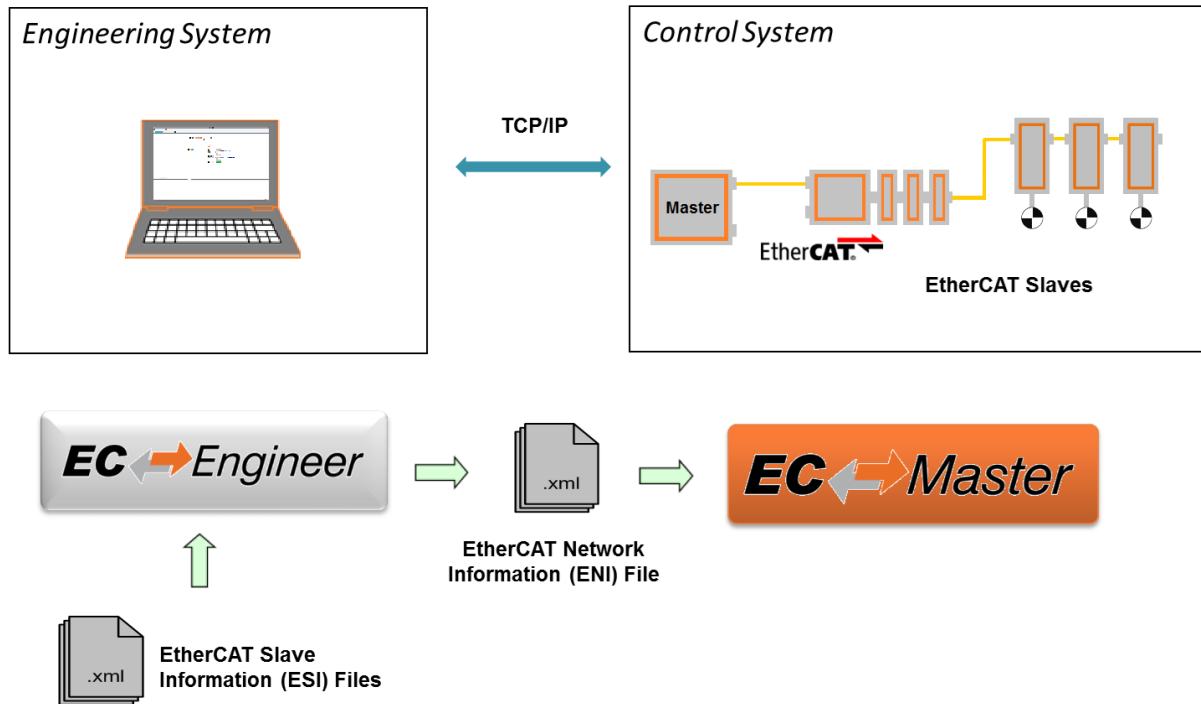 Engineering System
Control System
TCP/IP
Master
EtherCAT®
EtherCAT Slaves
EC Engineer
.xml
EC Master
EtherCAT Network
Information (ENI) File
.xml
EtherCAT Slave
Information (ESI) Files